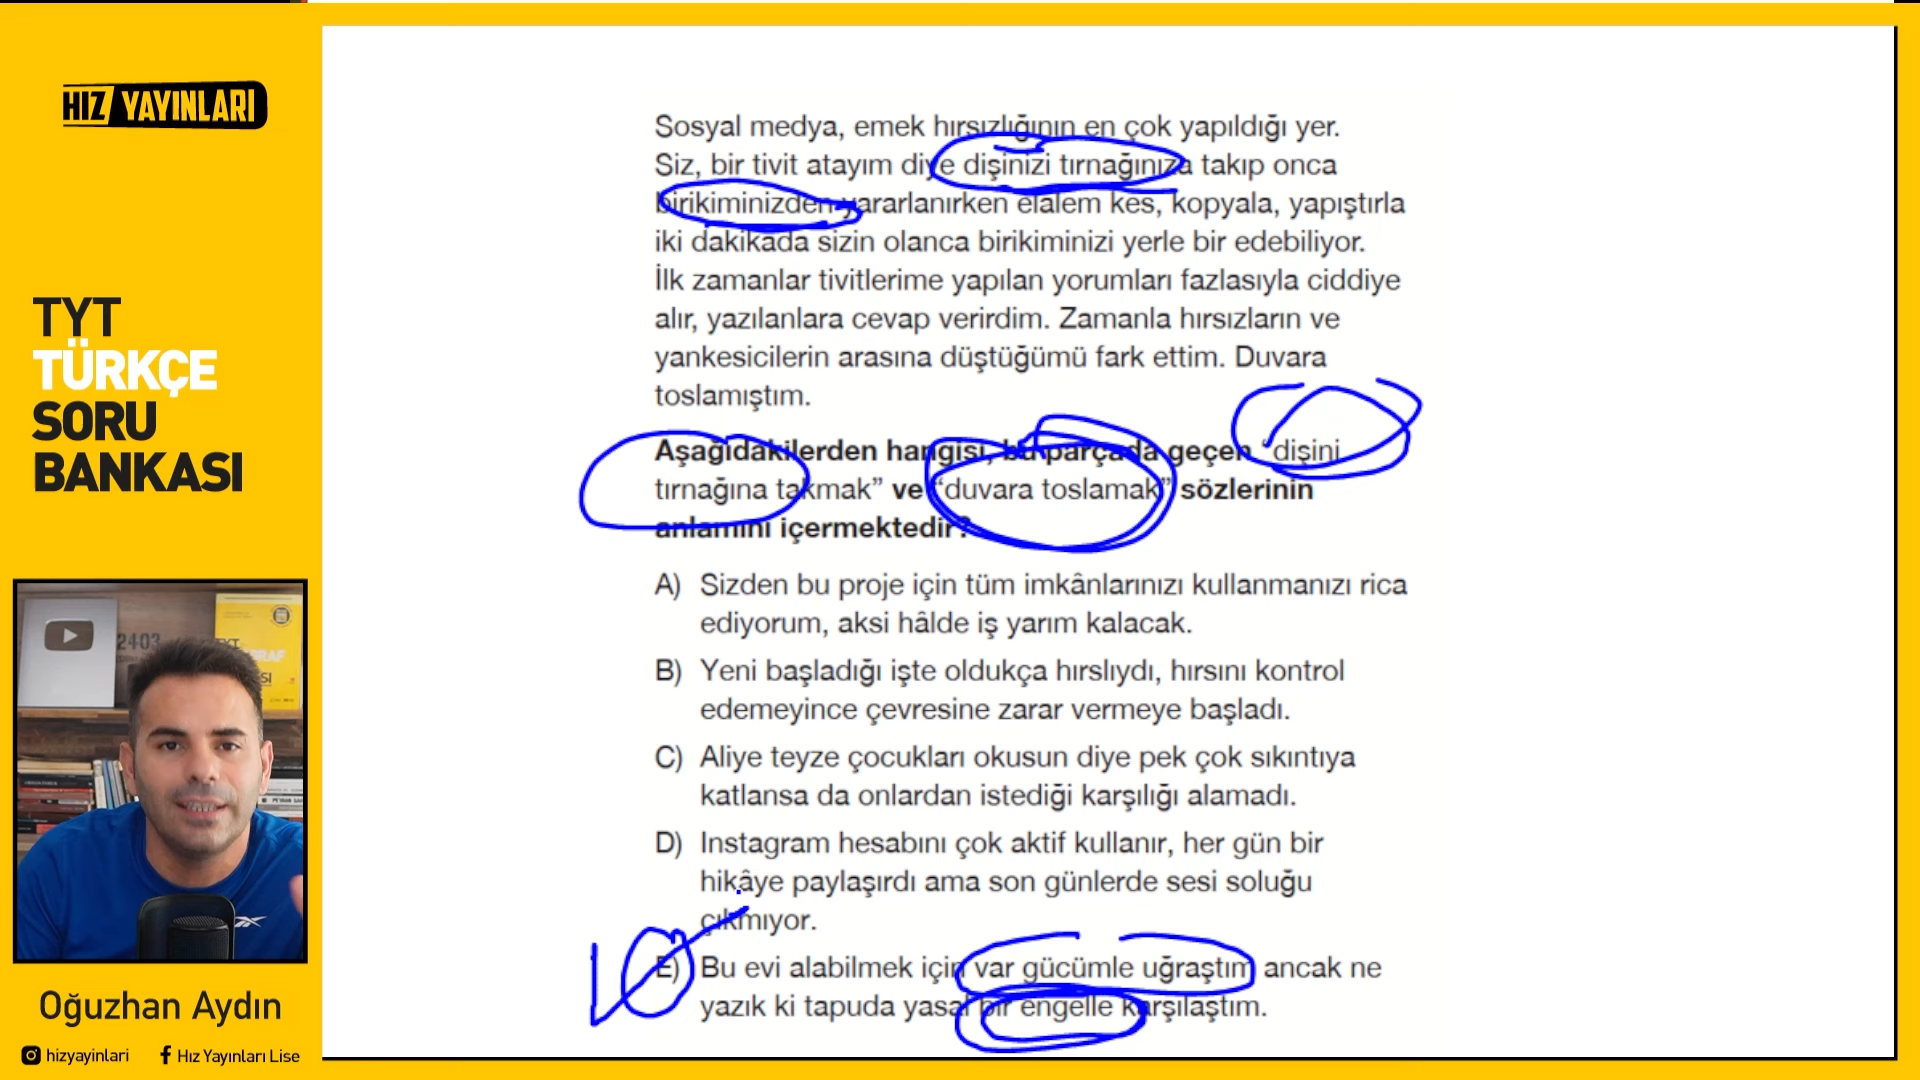 HIZ YAYINLARI
TYT
TÜRKÇE
SORU
BANKASI
Oğuzhan Aydın
hizyayinlari
Hız Yayınları Lise
Sosyal medya, emek hırsızlığının en çok yapıldığı yer.
Siz, bir tivit atayım diye dişinizi tırnağınıza takıp onca
birikiminizden yararlanırken elalem kes, kopyala, yapıştırla
iki dakikada sizin olanca birikiminizi yerle bir edebiliyor.
İlk zamanlar tivitlerime yapılan yorumları fazlasıyla ciddiye
alır, yazılanlara cevap verirdim. Zamanla hırsızların ve
yankesicilerin arasına düştüğümü fark ettim. Duvara
toslamıştım.
Aşağıdakilerden hangisi, bu parçada geçen “dişini
tırnağına takmak” ve “duvara toslamak” sözlerinin
anlamını içermektedir?
A) Sizden bu proje için tüm imkânlarınızı kullanmanızı rica
ediyorum, aksi hâlde iş yarım kalacak.
B) Yeni başladığı işte oldukça hırslıydı, hırsını kontrol
edemeyince çevresine zarar vermeye başladı.
C) Aliye teyze çocukları okusun diye pek çok sıkıntıya
katlansa da onlardan istediği karşılığı alamadı.
D) Instagram hesabını çok aktif kullanır, her gün bir
hikâye paylaşırdı ama son günlerde sesi soluğu
çıkmıyor.
E) Bu evi alabilmek için var gücümle uğraştım ancak ne
yazık ki tapuda yasal bir engelle karşılaştım.